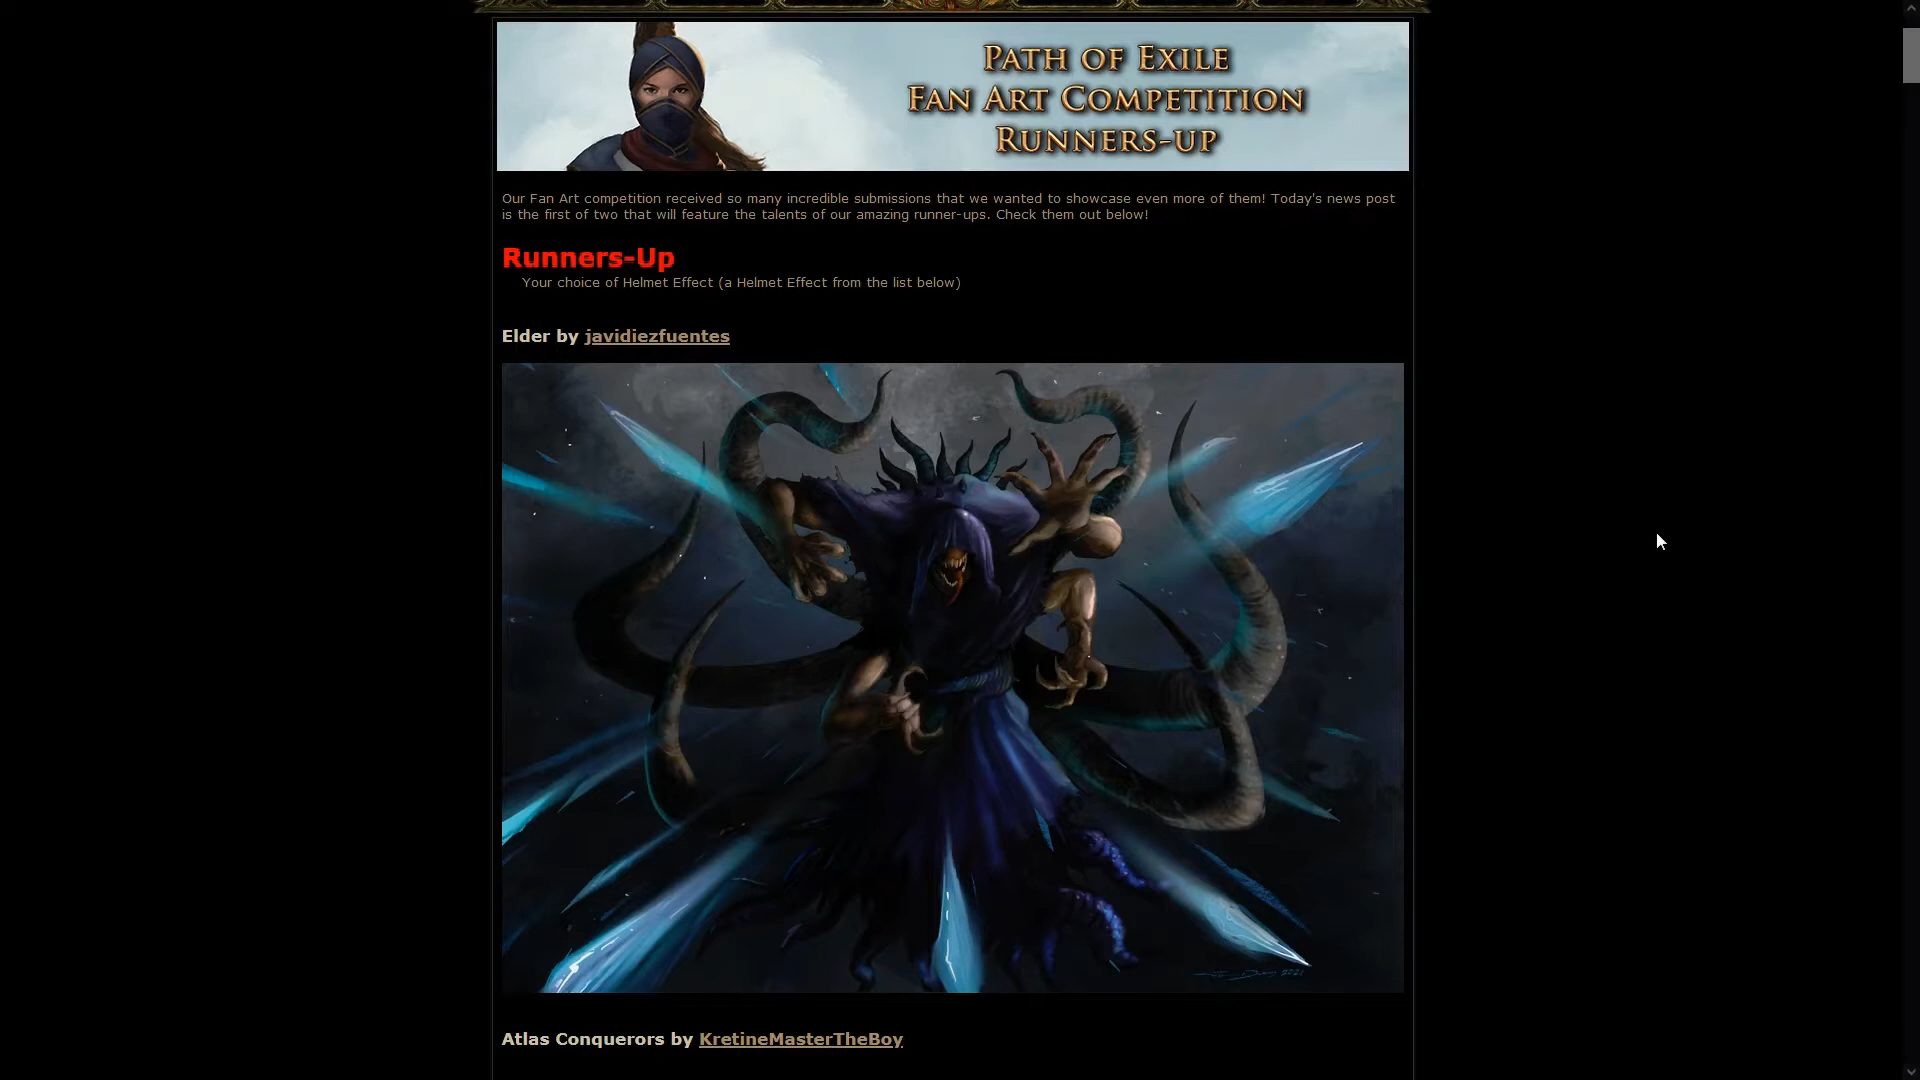 Path of Exile
Fan Art Competition
Runners-up
Our Fan Art competition received so many incredible submissions that we wanted to showcase even more of them! Today's news post
is the first of two that will feature the talents of our amazing runner-ups. Check them out below!
Runners-Up
Your choice of Helmet Effect (a Helmet Effect from the list below)
Elder by javidiezfuentes
2021
Atlas Conquerors by KretineMasterTheBoy